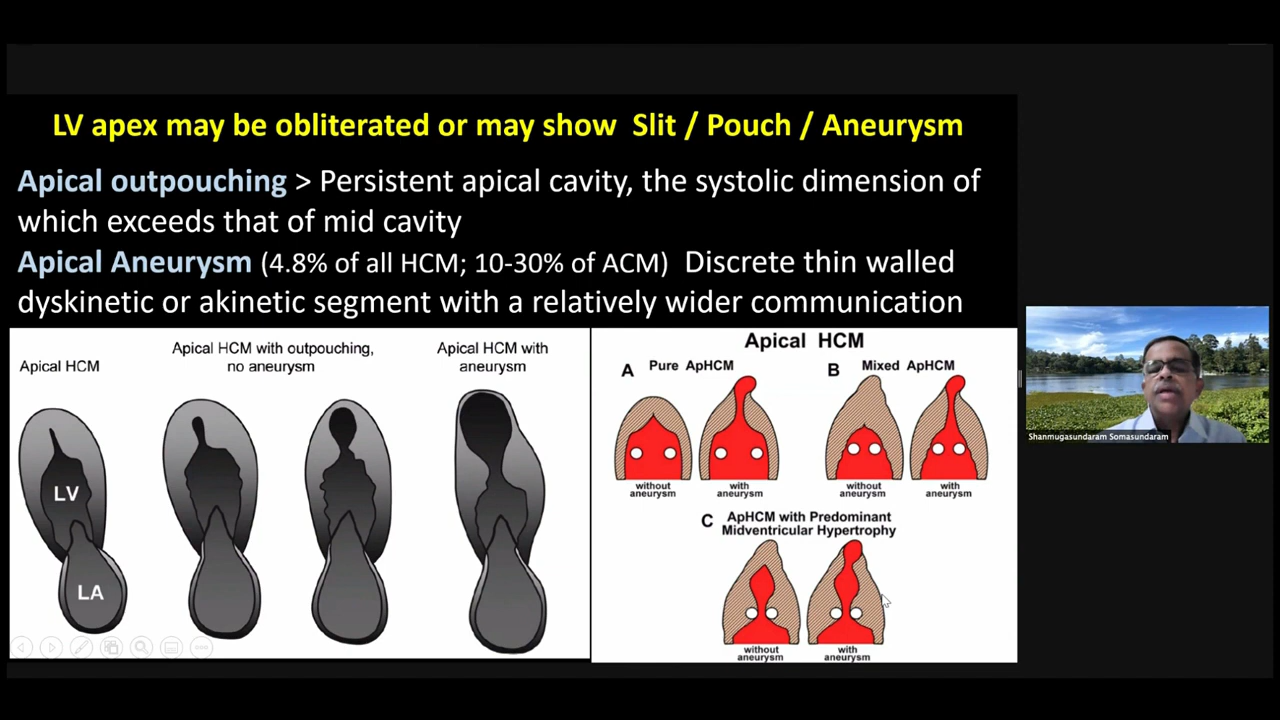 LV apex may be obliterated or may show Slit / Pouch / Aneurysm
Apical outpouching > Persistent apical cavity, the systolic dimension of
which exceeds that of mid cavity
Apical Aneurysm (4.8% of all HCM; 10-30% of ACM) Discrete thin walled
dyskinetic or akinetic segment with a relatively wider communication
Apical HCM
Apical HCM with outpouching,
no aneurysm
Apical HCM with
aneurysm
LV
LA
Apical HCM
A Pure ApHCM
B Mixed ApHCM
without
aneurysm
with
aneurysm
without
aneurysm
with
aneurysm
C ApHCM with Predominant
Midventricular Hypertrophy
without
aneurysm
with
aneurysm
Shanmugasundaram Somasundaram